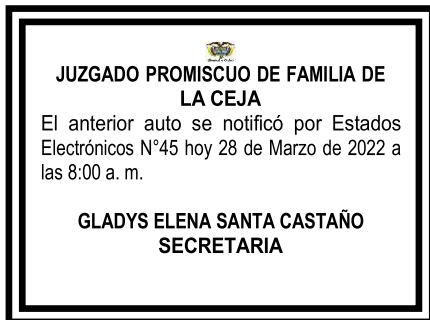 JUZGADO PROMISCUO DE FAMILIA DE
LA CEJA
El anterior auto se notificó por Estados
Electrónicos N°45 hoy 28 de Marzo de 2022 a
las 8:00 a. m.
GLADYS ELENA SANTA CASTAÑO
SECRETARIA